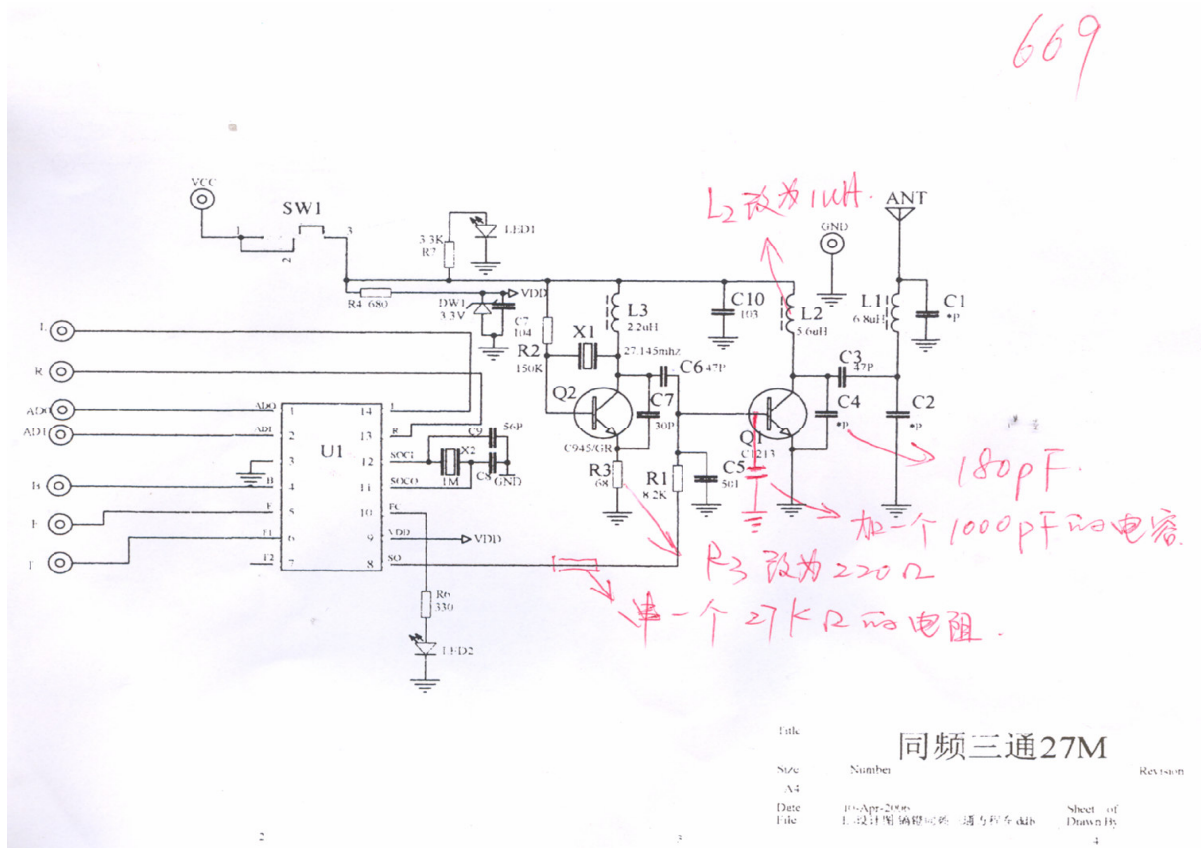 669
VCC
SW1
1
2
3
3.3K
R7
LED1
R4 680
DW1
3.3V
VDD
C7
104
R2
150K
X1
27.145mhz
L3
2.2uH
C6 47P
Q2
C945/GR
C7
30P
R3
68
R1
8.2K
C5
501
C10
103
L2改为1uH.
L2
5.6uH
GND
ANT
L1
6.8uH
C1
*P
C3
47P
C4
*P
C2
*P
Q1
C1213
180pF.
加一个1000pF的电容
R3改为220Ω
串一个27KΩ的电阻.
L
R
AD0
AD1
B
F
U1
1
2
3
4
5
6
7
14
13
12
11
10
9
8
R
B
F
F1
F2
SOCI
SOCO
VDD
SO
C9
56P
X2
1M
C8
GND
VDD
R6
330
LED2
Title
同频三通27M
Size
Number
Revision
A4
Date
10-Apr-2006
Sheet of
File
Drawn By
2
3
4